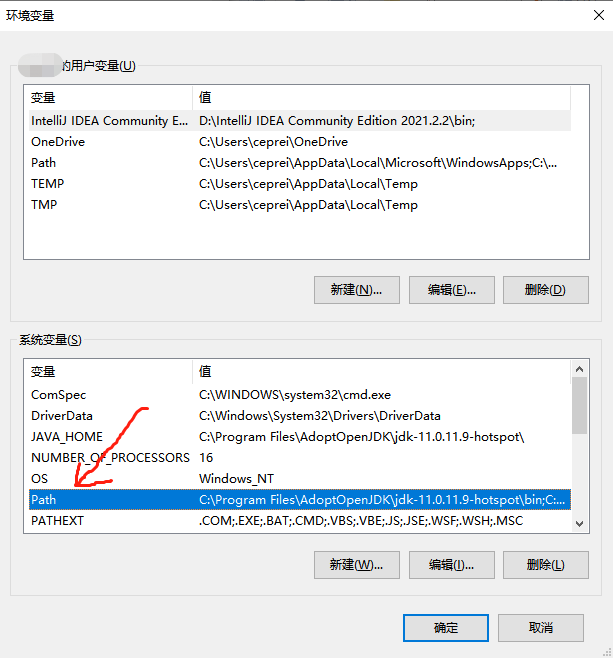 环境变量
的用户变量(U)
变量 值
IntelliJ IDEA Community E... D:\IntelliJ IDEA Community Edition 2021.2.2\bin;
OneDrive C:\Users\ceprei\OneDrive
Path C:\Users\ceprei\AppData\Local\Microsoft\WindowsApps;C:\...
TEMP C:\Users\ceprei\AppData\Local\Temp
TMP C:\Users\ceprei\AppData\Local\Temp
新建(N)... 编辑(E)... 删除(D)
系统变量(S)
变量 值
ComSpec C:\WINDOWS\system32\cmd.exe
DriverData C:\Windows\System32\Drivers\DriverData
JAVA_HOME C:\Program Files\AdoptOpenJDK\jdk-11.0.11.9-hotspot\
NUMBER_OF_PROCESSORS 16
OS Windows_NT
Path C:\Program Files\AdoptOpenJDK\jdk-11.0.11.9-hotspot\bin;C:...
PATHEXT .COM;.EXE;.BAT;.CMD;.VBS;.VBE;.JS;.JSE;.WSF;.WSH;.MSC
新建(W)... 编辑(I)... 删除(L)
确定 取消